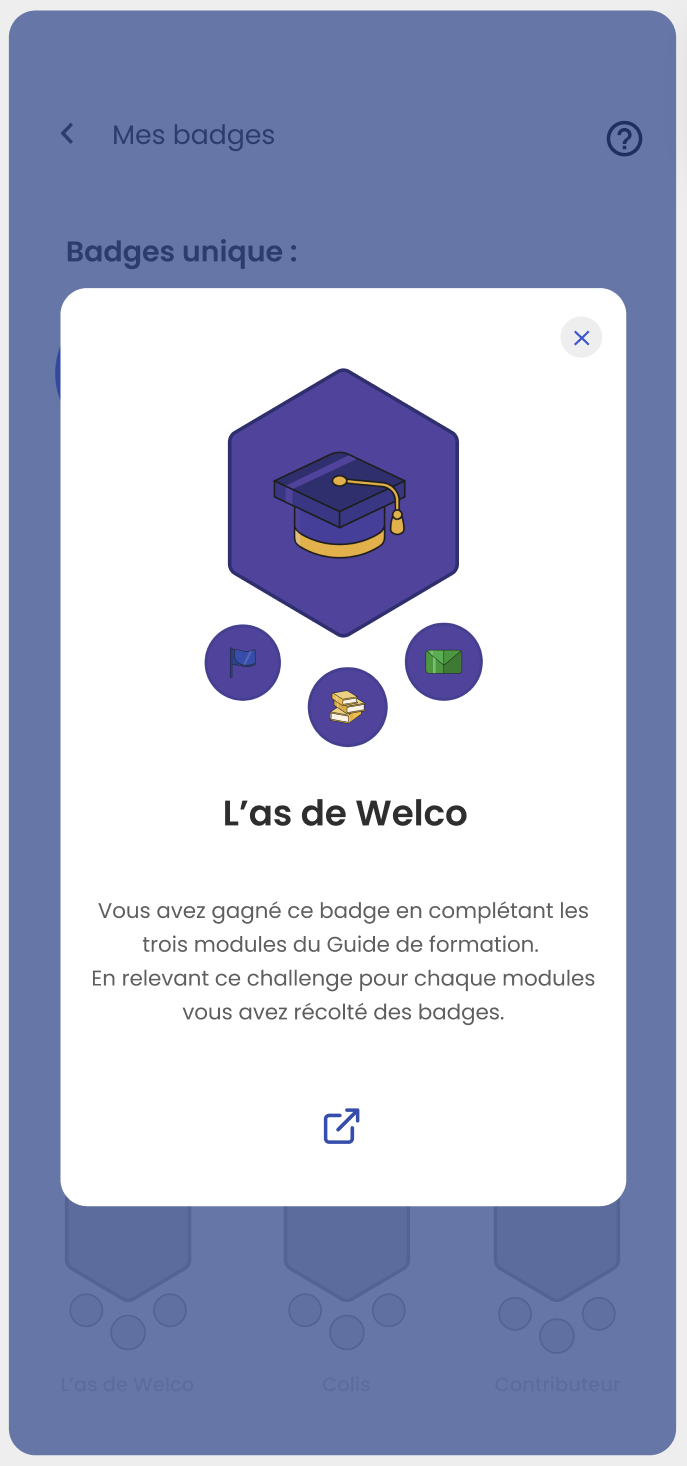 Mes badges
Badges unique :
L’as de Welco
Vous avez gagné ce badge en complétant les
trois modules du Guide de formation.
En relevant ce challenge pour chaque modules
vous avez récolté des badges.
L’as de Welco
Colis
Contributeur